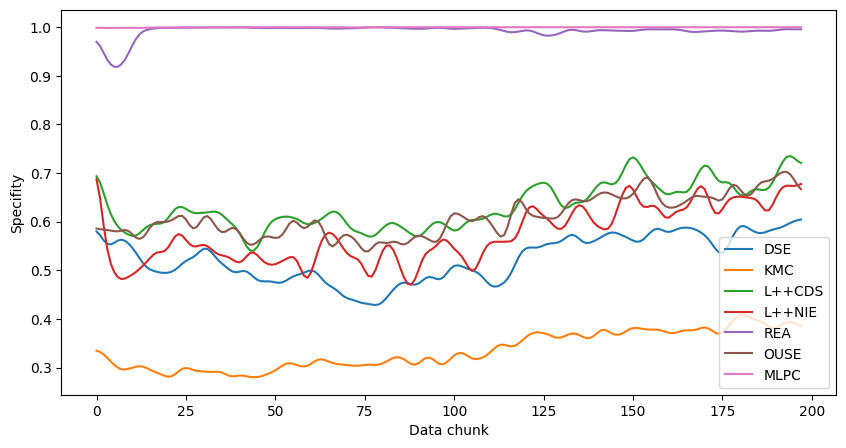 1.0
0.9
0.8
0.7
0.6
0.5
0.4
0.3
Specifity
0
25
50
75
100
125
150
175
200
Data chunk
DSE
KMC
L++CDS
L++NIE
REA
OUSE
MLPC